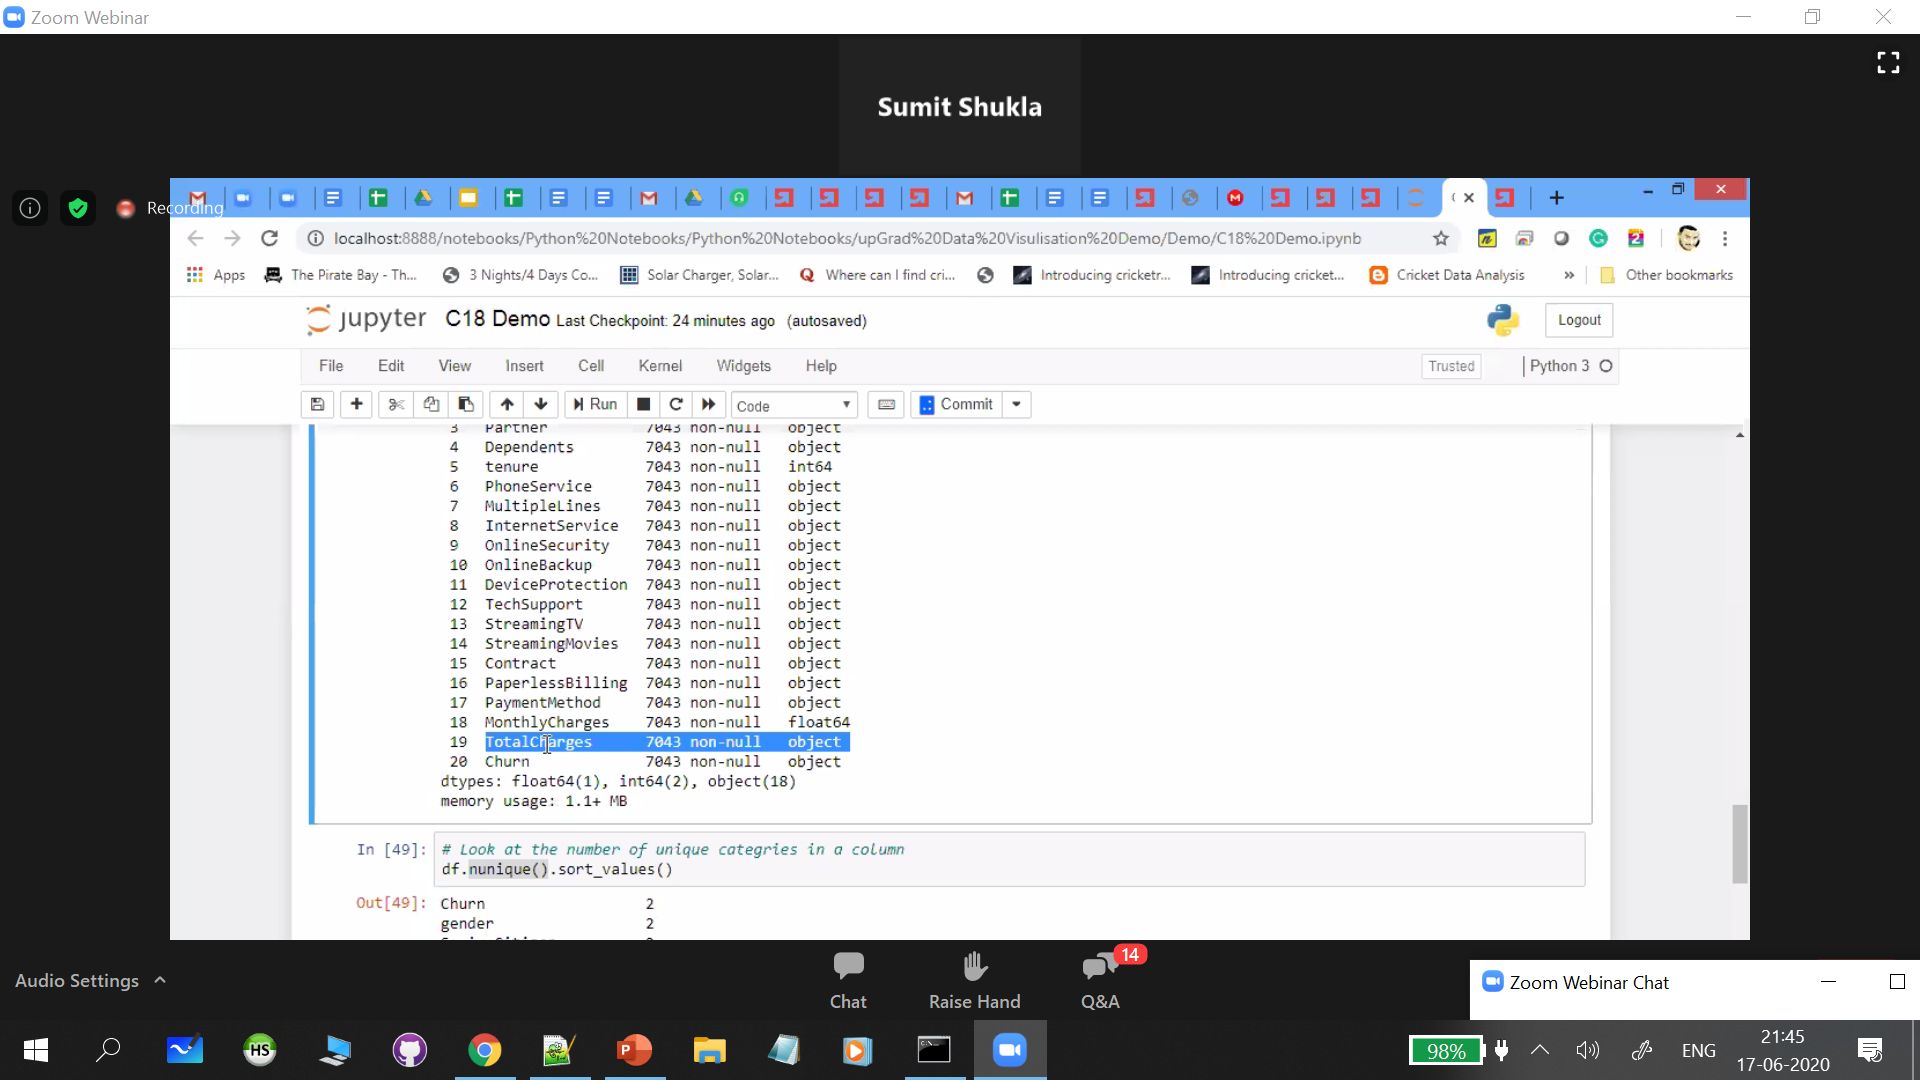 Zoom Webinar
Sumit Shukla
Recording
localhost:8888/notebooks/Python%20Notebooks/Python%20Notebooks/upGrad%20Data%20Visulisation%20Demo/Demo/C18%20Demo.ipynb
Apps The Pirate Bay - Th... 3 Nights/4 Days Co... Solar Charger, Solar... Where can I find cri... Introducing cricketr... Introducing cricket... Cricket Data Analysis » Other bookmarks
jupyter C18 Demo Last Checkpoint: 24 minutes ago (autosaved) Logout
File Edit View Insert Cell Kernel Widgets Help Trusted Python 3
Run Code Commit
3 Partner 7043 non-null object
4 Dependents 7043 non-null object
5 tenure 7043 non-null int64
6 PhoneService 7043 non-null object
7 MultipleLines 7043 non-null object
8 InternetService 7043 non-null object
9 OnlineSecurity 7043 non-null object
10 OnlineBackup 7043 non-null object
11 DeviceProtection 7043 non-null object
12 TechSupport 7043 non-null object
13 StreamingTV 7043 non-null object
14 StreamingMovies 7043 non-null object
15 Contract 7043 non-null object
16 PaperlessBilling 7043 non-null object
17 PaymentMethod 7043 non-null object
18 MonthlyCharges 7043 non-null float64
19 TotalCharges 7043 non-null object
20 Churn 7043 non-null object
dtypes: float64(1), int64(2), object(18)
memory usage: 1.1+ MB
In [49]: # Look at the number of unique categries in a column
df.nunique().sort_values()
Out[49]: Churn 2
gender 2
Audio Settings
Chat
Raise Hand
14
Q&A
Zoom Webinar Chat
HS
98%
ENG
21:45
17-06-2020